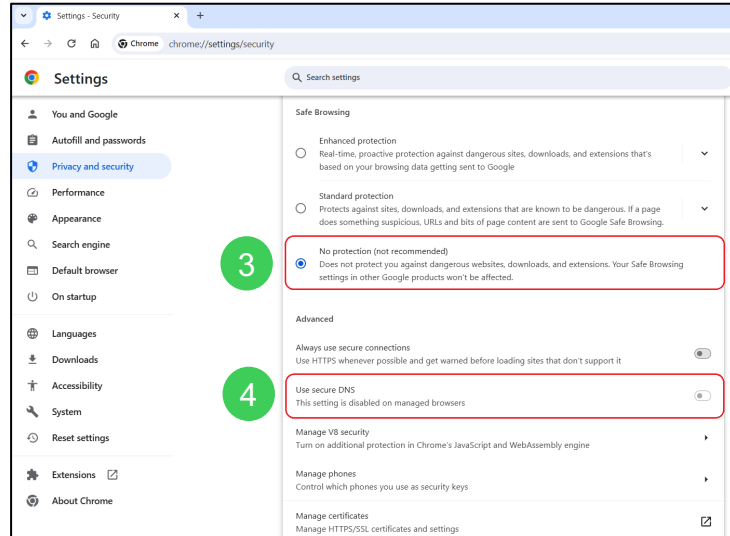 Settings - Security
Chrome chrome://settings/security
Settings
Search settings
You and Google
Autofill and passwords
Privacy and security
Performance
Appearance
Search engine
Default browser
On startup
Languages
Downloads
Accessibility
System
Reset settings
Extensions
About Chrome
Safe Browsing
Enhanced protection
Real-time, proactive protection against dangerous sites, downloads, and extensions that's
based on your browsing data getting sent to Google
Standard protection
Protects against sites, downloads, and extensions that are known to be dangerous. If a page
does something suspicious, URLs and bits of page content are sent to Google Safe Browsing.
3
No protection (not recommended)
Does not protect you against dangerous websites, downloads, and extensions. Your Safe Browsing
settings in other Google products won't be affected.
Advanced
Always use secure connections
Use HTTPS whenever possible and get warned before loading sites that don't support it
4
Use secure DNS
This setting is disabled on managed browsers
Manage V8 security
Turn on additional protection in Chrome's JavaScript and WebAssembly engine
Manage phones
Control which phones you use as security keys
Manage certificates
Manage HTTPS/SSL certificates and settings